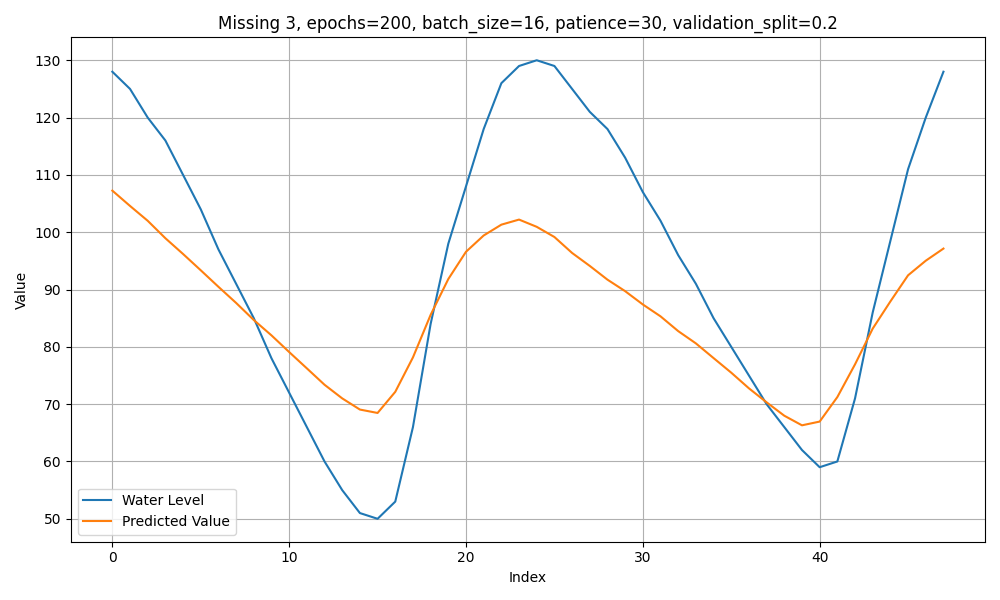 Missing 3, epochs=200, batch_size=16, patience=30, validation_split=0.2
Value
130
120
110
100
90
80
70
60
50
Water Level
Predicted Value
0
10
20
30
40
Index